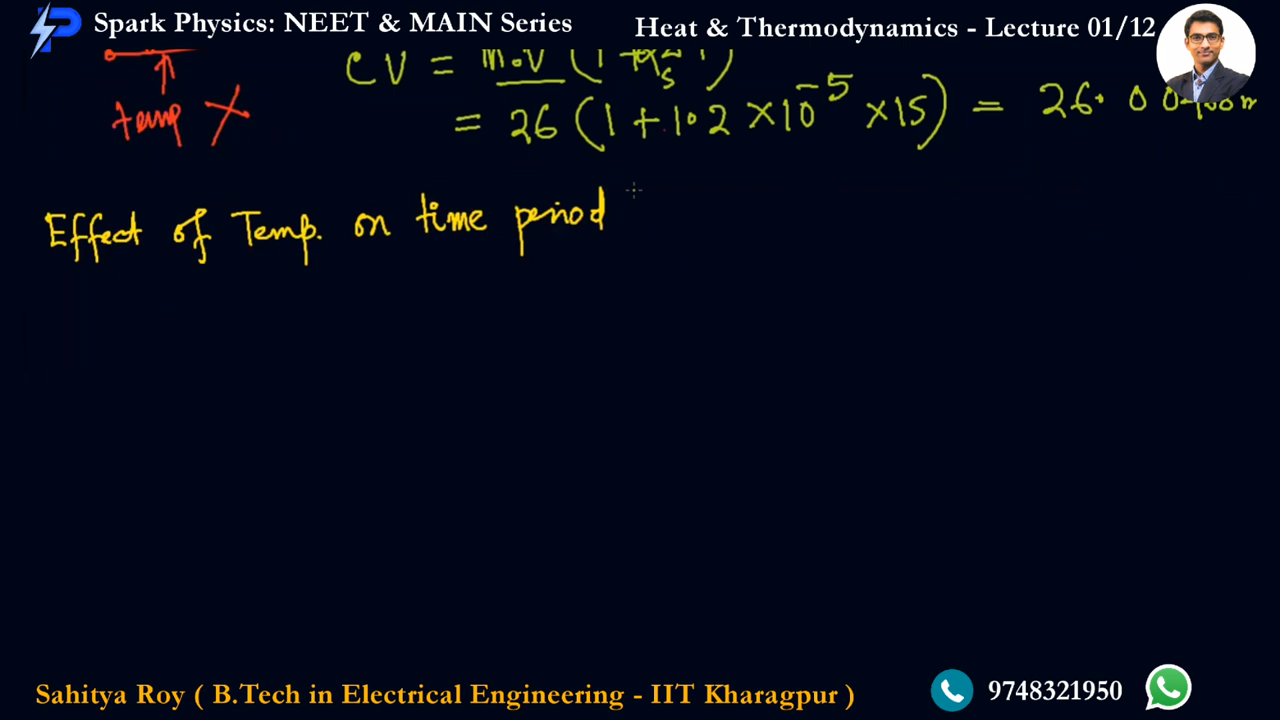 Spark Physics: NEET & MAIN Series
Heat & Thermodynamics - Lecture 01/12
CV = M.V (1 +
temp X
= 26 (1 + 1.2 × 10⁻⁵ × 15) = 26.00
Effect of Temp. on time period
Sahitya Roy ( B.Tech in Electrical Engineering - IIT Kharagpur )
9748321950